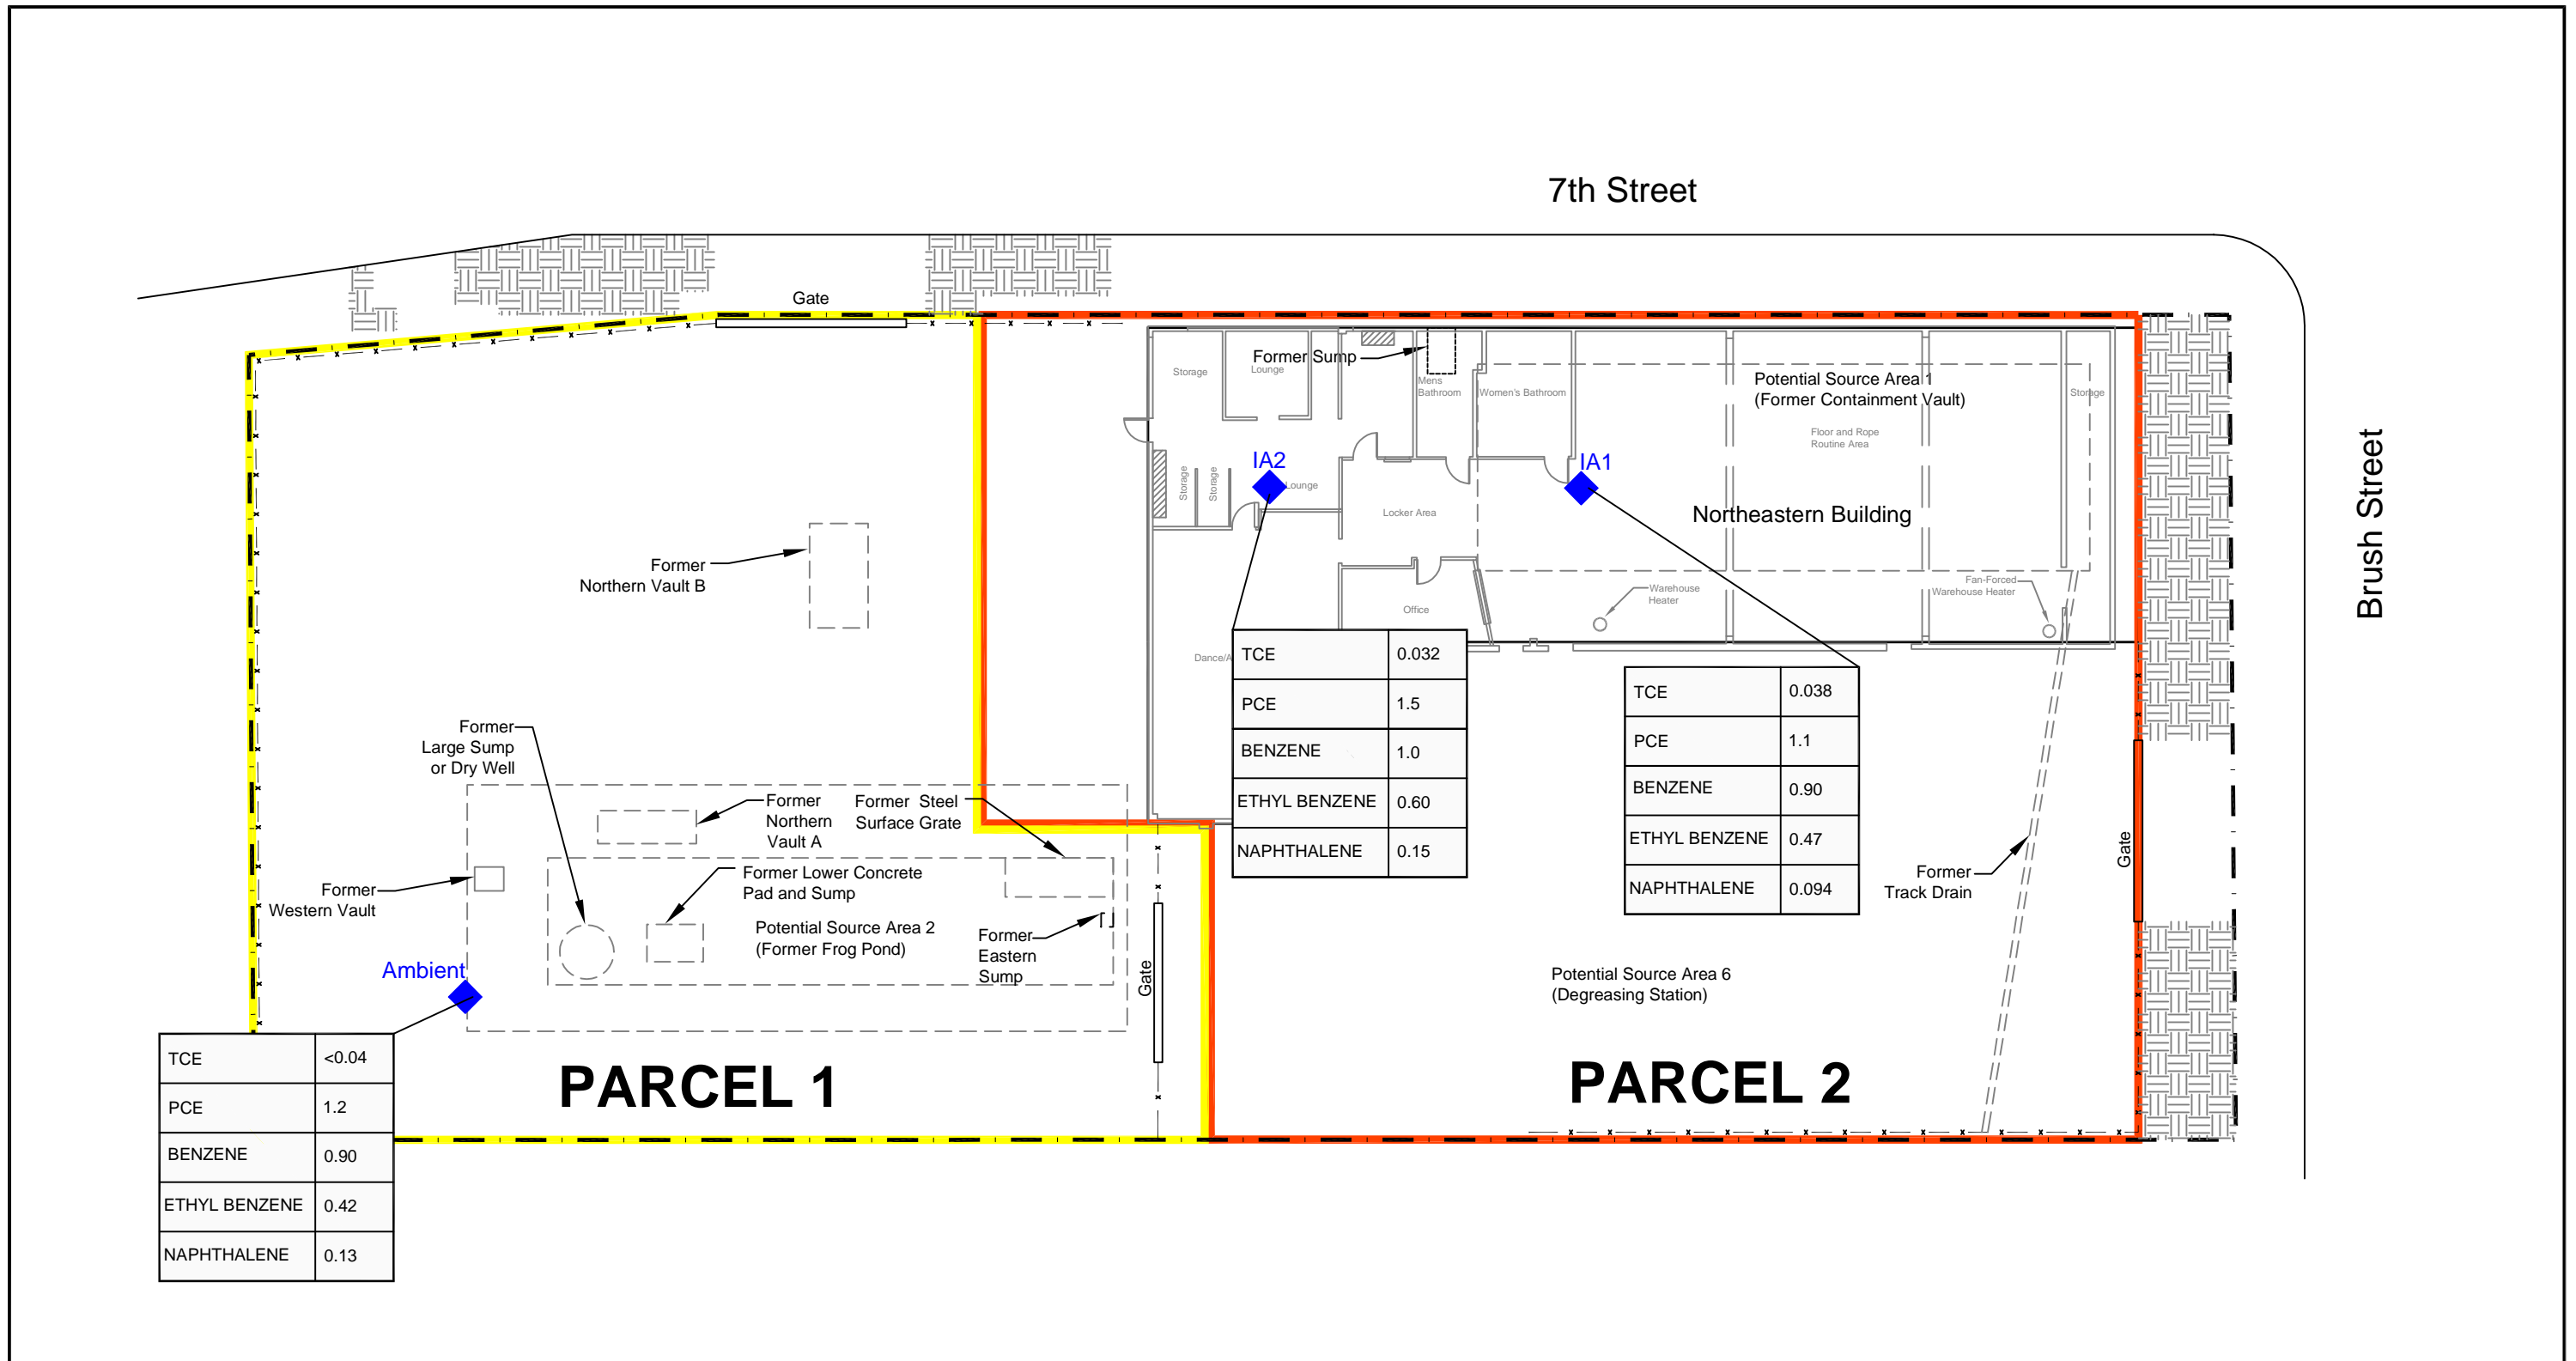 7th Street
Brush Street
Gate
Former Sump
Storage
Lounge
Mens
Bathroom
Women's Bathroom
Potential Source Area 1
(Former Containment Vault)
Floor and Rope
Routine Area
Storage
IA2
Lounge
IA1
Storage
Storage
Locker Area
Northeastern Building
Former
Northern Vault B
Office
Warehouse
Heater
Fan-Forced
Warehouse Heater
Dance/A
TCE 0.032
PCE 1.5
BENZENE 1.0
ETHYL BENZENE 0.60
NAPHTHALENE 0.15
TCE 0.038
PCE 1.1
BENZENE 0.90
ETHYL BENZENE 0.47
NAPHTHALENE 0.094
Former
Large Sump
or Dry Well
Former
Northern
Vault A
Former Steel
Surface Grate
Former
Western Vault
Former Lower Concrete
Pad and Sump
Potential Source Area 2
(Former Frog Pond)
Former
Eastern
Sump
Gate
Former
Track Drain
Gate
Ambient
Potential Source Area 6
(Degreasing Station)
PARCEL 1
PARCEL 2
TCE <0.04
PCE 1.2
BENZENE 0.90
ETHYL BENZENE 0.42
NAPHTHALENE 0.13